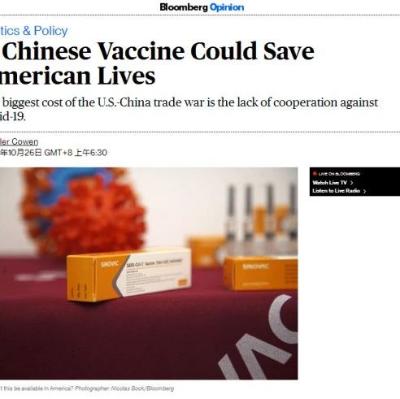 Bloomberg Opinion
tics & Policy
Chinese Vaccine Could Save
merican Lives
biggest cost of the U.S.-China trade war is the lack of cooperation against
id-19.
ler Cowen
年10月26日 GMT+8 上午6:30
LIVE ON BLOOMBERG
Watch Live TV
Listen to Live Radio
SINOVAC
VAC
t this be available in America? Photographer: Nicolas Bock/Bloomberg